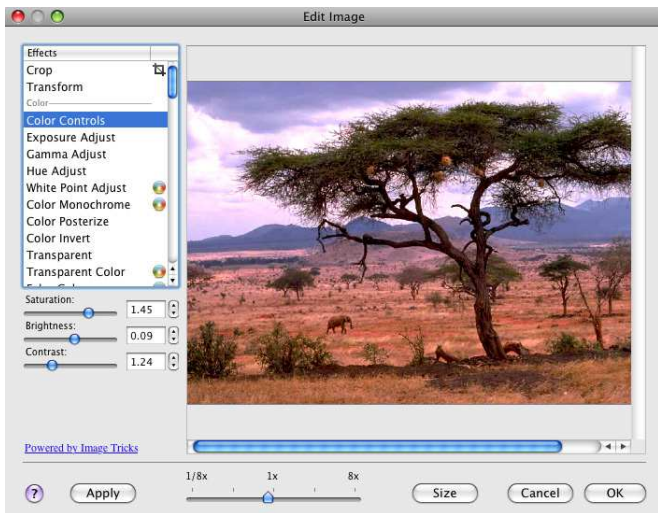 Edit Image
Effects
Crop
Transform
Color
Color Controls
Exposure Adjust
Gamma Adjust
Hue Adjust
White Point Adjust
Color Monochrome
Color Posterize
Color Invert
Transparent
Transparent Color
Saturation:
1.45
Brightness:
0.09
Contrast:
1.24
Powered by Image Tricks
1/8x 1x 8x
? Apply Size Cancel OK